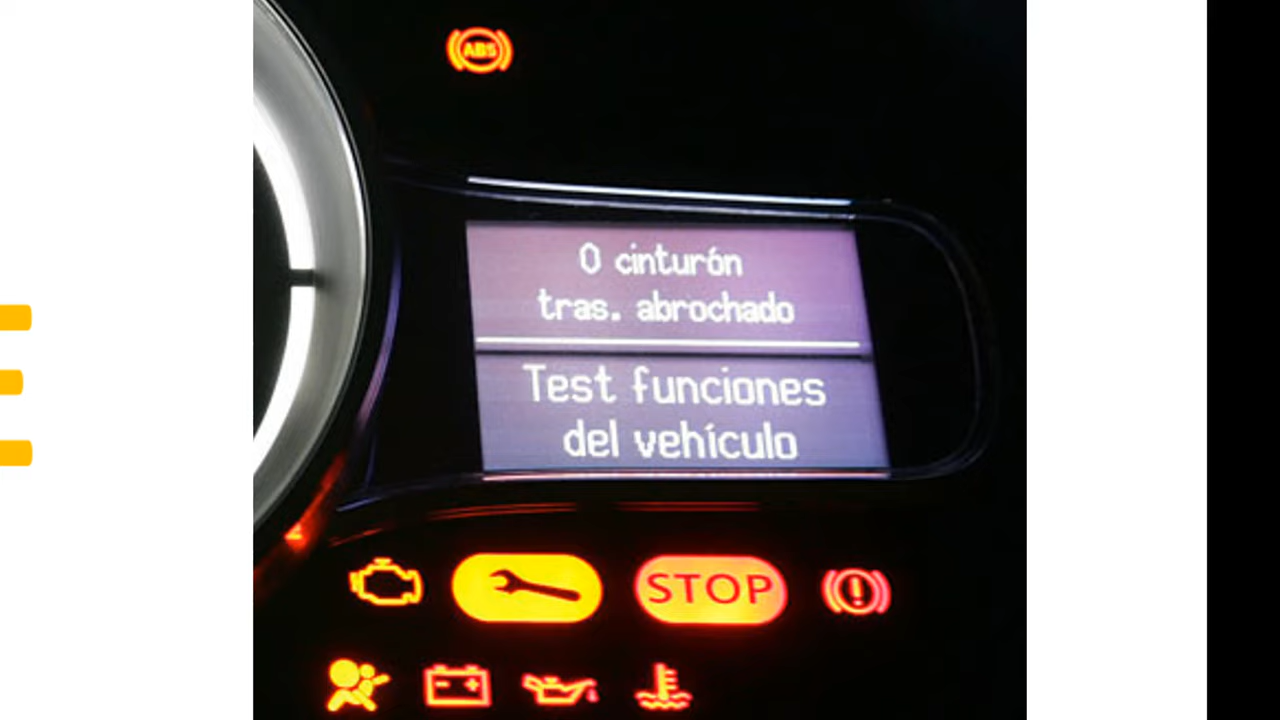 ABS
0 cinturón
tras. abrochado
Test funciones
del vehículo
STOP